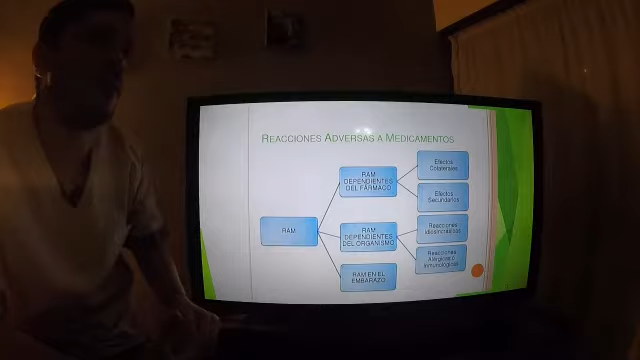 REACCIONES ADVERSAS A MEDICAMENTOS
RAM
RAM
DEPENDIENTES
DEL FÁRMACO
Efectos
Colaterales
Efectos
Secundarios
RAM
DEPENDIENTES
DEL ORGANISMO
Reacciones
Idiosincrásicas
Reacciones
Alérgicas o
Inmunológicas
RAM EN EL
EMBARAZO